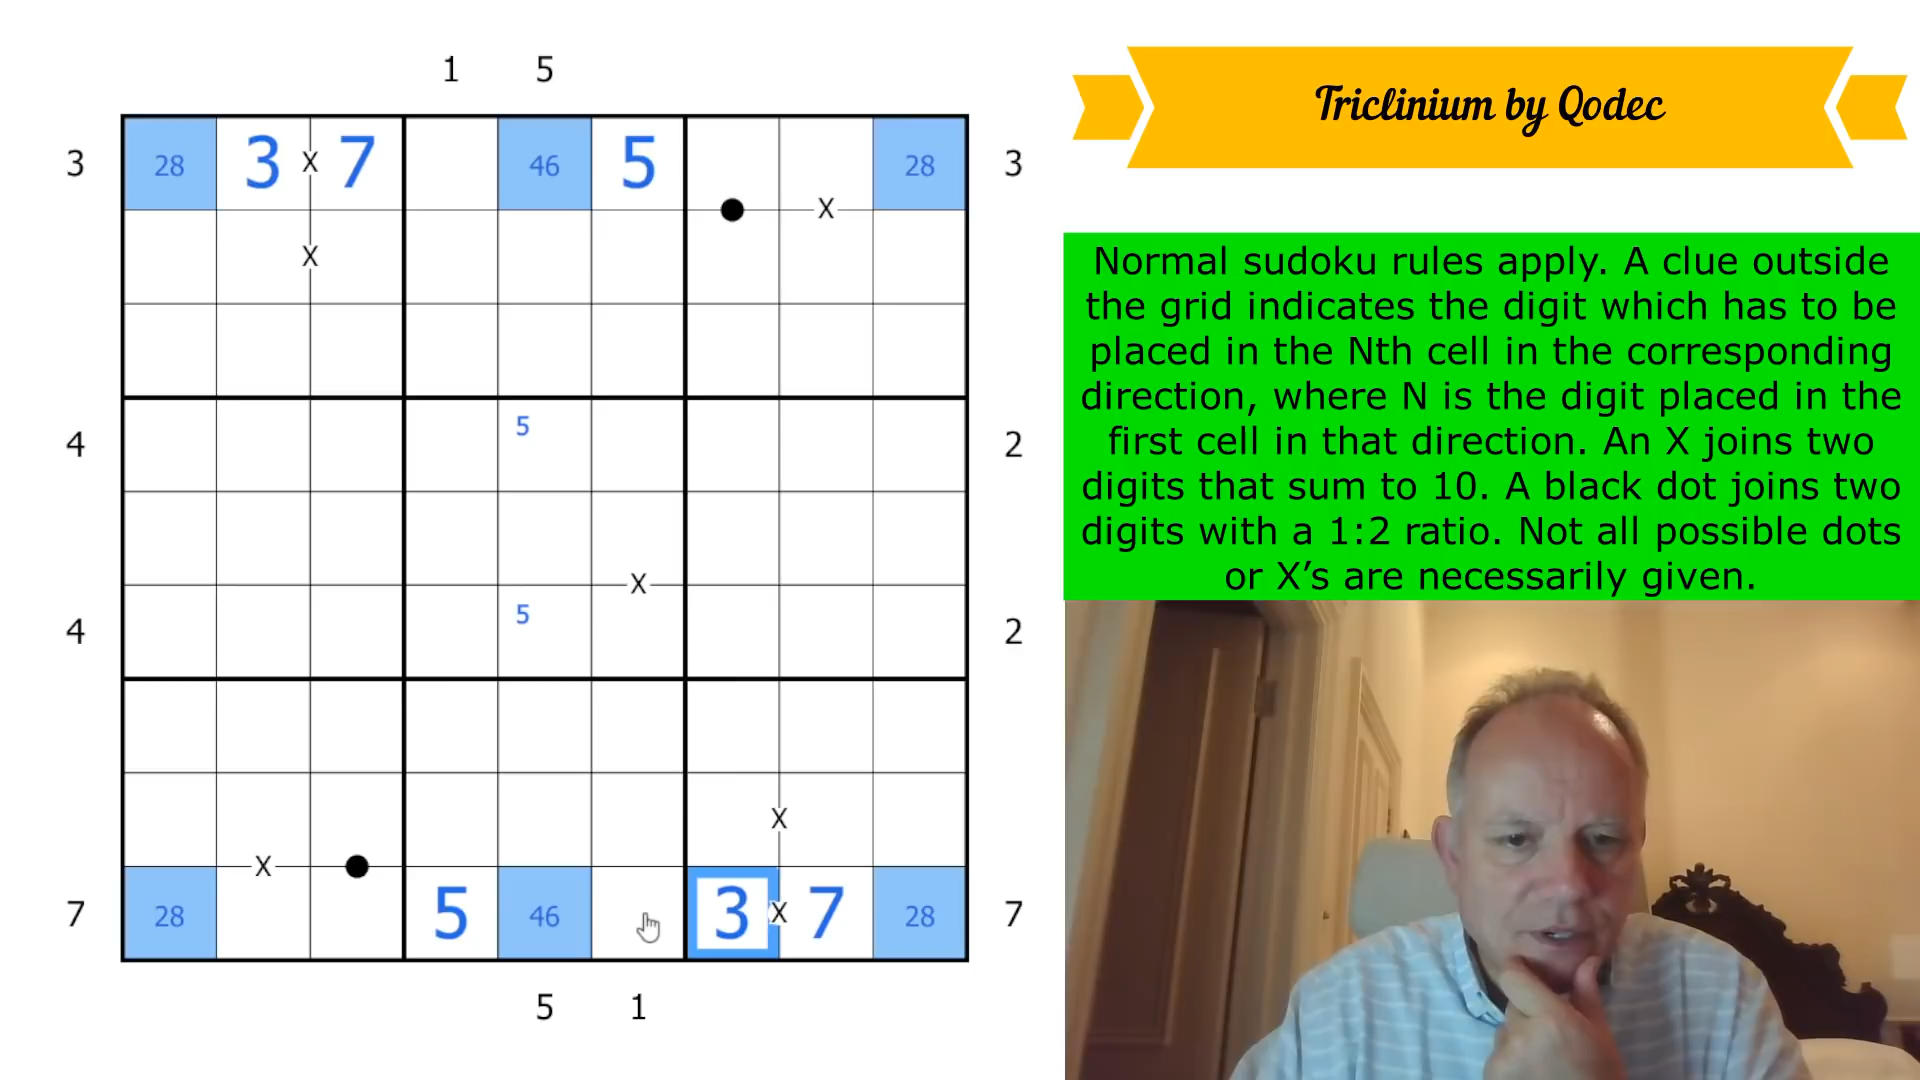 1 5
Triclinium by Qodec
3 28 3 X 7 46 5 28 3
X
X
Normal sudoku rules apply. A clue outside
the grid indicates the digit which has to be
placed in the Nth cell in the corresponding
direction, where N is the digit placed in the
first cell in that direction. An X joins two
digits that sum to 10. A black dot joins two
digits with a 1:2 ratio. Not all possible dots
or X's are necessarily given.
4 5 2
X
4 5 2
X
X
7 28 5 46 3 X 7 28 7
5 1